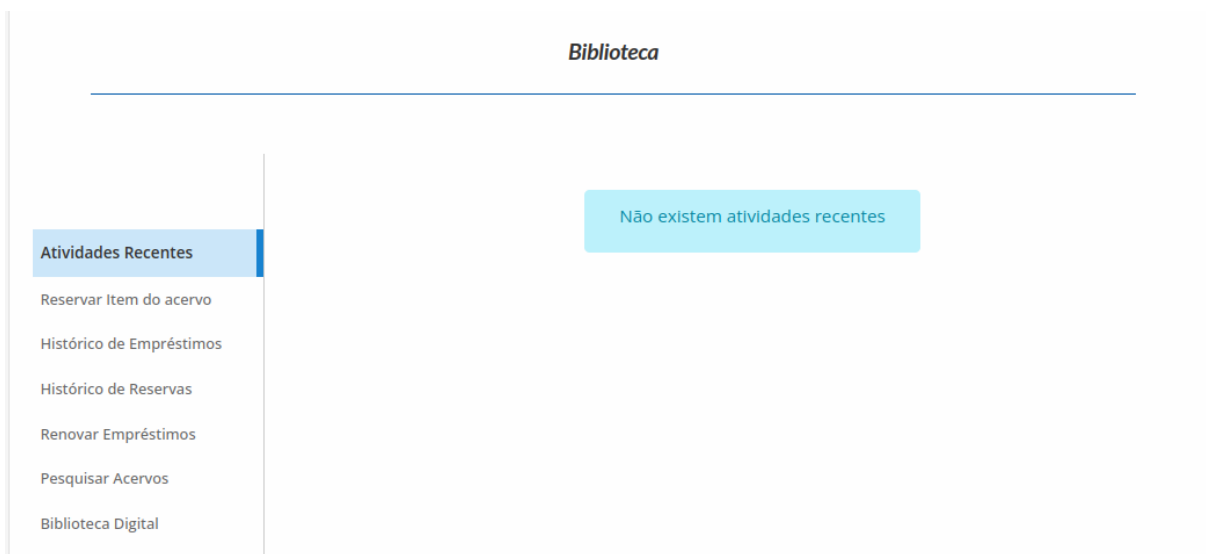 Biblioteca
Não existem atividades recentes
Atividades Recentes
Reservar Item do acervo
Histórico de Empréstimos
Histórico de Reservas
Renovar Empréstimos
Pesquisar Acervos
Biblioteca Digital